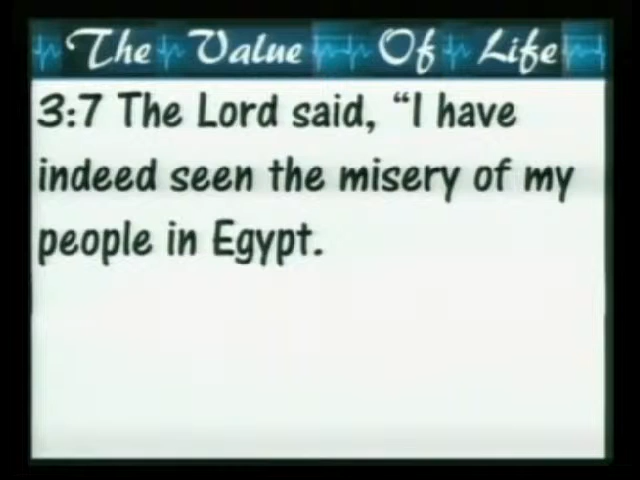 The Value Of Life
3:7 The Lord said, “I have
indeed seen the misery of my
people in Egypt.